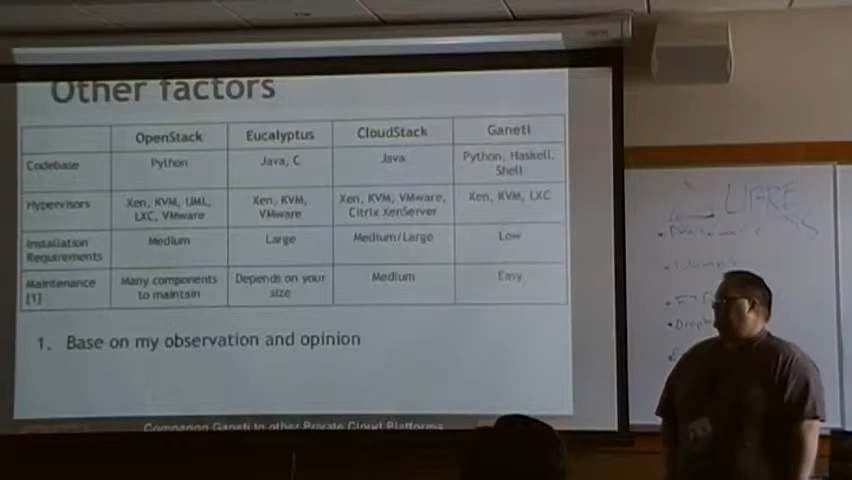 Other factors
OpenStack Eucalyptus CloudStack Ganeti
Codebase Python Java, C Java Python, Haskell,
Shell
Hypervisors Xen, KVM, UML, Xen, KVM, Xen, KVM, VMware, Xen, KVM, LXC
LXC, VMware VMware Citrix XenServer
Installation Medium Large Medium/Large Low
Requirements
Maintenance Many components Depends on your Medium Easy
[1] to maintain size
1. Base on my observation and opinion
Comparing Ganeti to other Private Cloud Platforms
LIBRE